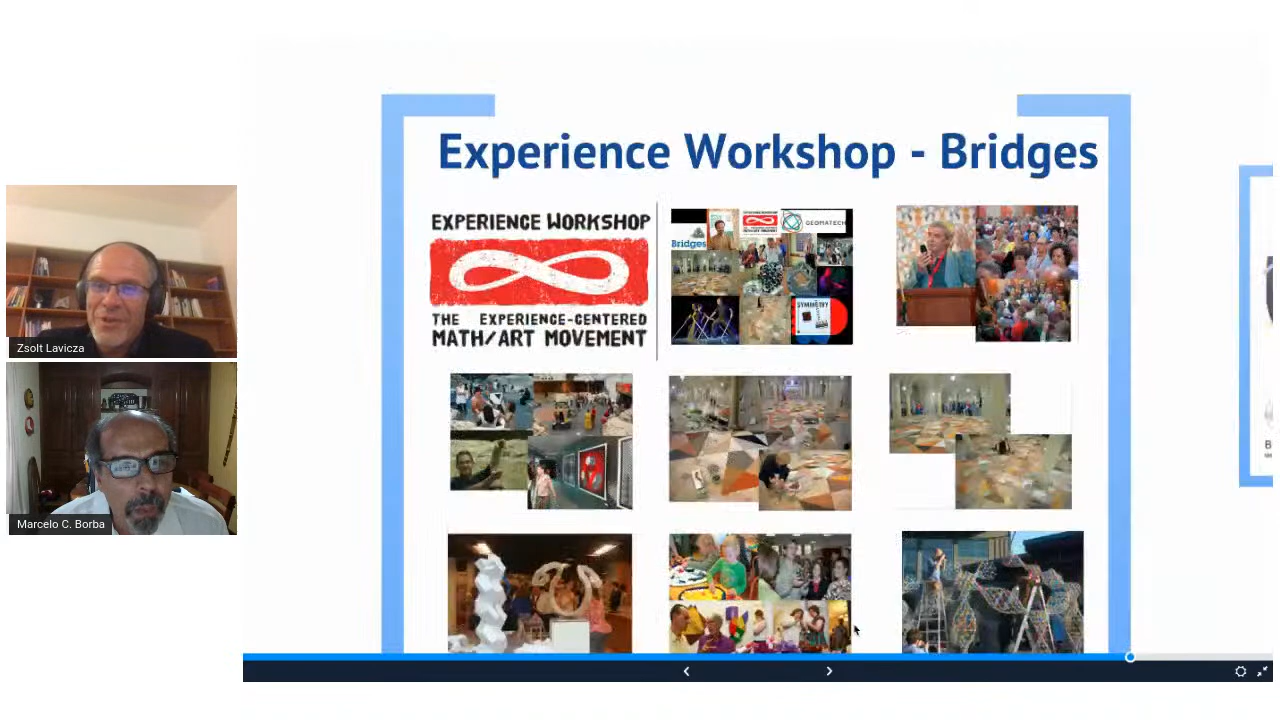 Experience Workshop - Bridges
EXPERIENCE WORKSHOP
THE EXPERIENCE-CENTERED
MATH/ART MOVEMENT
GEOMATECH
Bridges
SYMMETRY
Zsolt Lavicza
Marcelo C. Borba